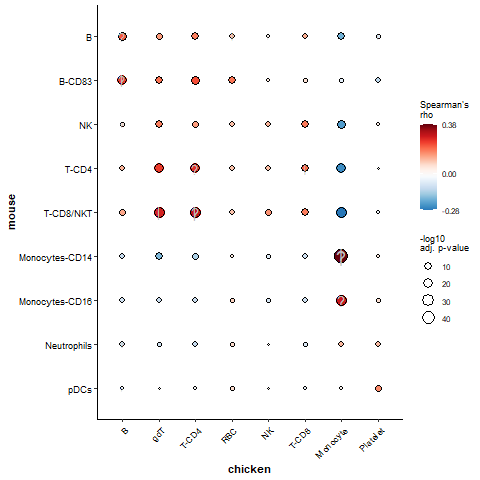 B
B-CD83
NK
T-CD4
T-CD8/NKT
Monocytes-CD14
Monocytes-CD16
Neutrophils
pDCs
mouse
B
gdT
T-CD4
RBC
NK
T-CD8
Monocyte
Platelet
chicken
Spearman's
rho
0.38
0.00
-0.28
-log10
adj. p-value
10
20
30
40